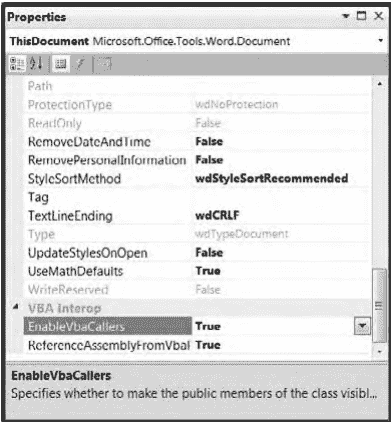 Properties
ThisDocument Microsoft.Office.Tools.Word.Document
Path
ProtectionType wdNoProtection
ReadOnly False
RemoveDateAndTime False
RemovePersonalInformation False
StyleSortMethod wdStyleSortRecommended
Tag
TextLineEnding wdCRLF
Type wdTypeDocument
UpdateStylesOnOpen False
UseMathDefaults True
WriteReserved False
VBA Interop
EnableVbaCallers True
ReferenceAssemblyFromVbaI True
EnableVbaCallers
Specifies whether to make the public members of the class visibl...